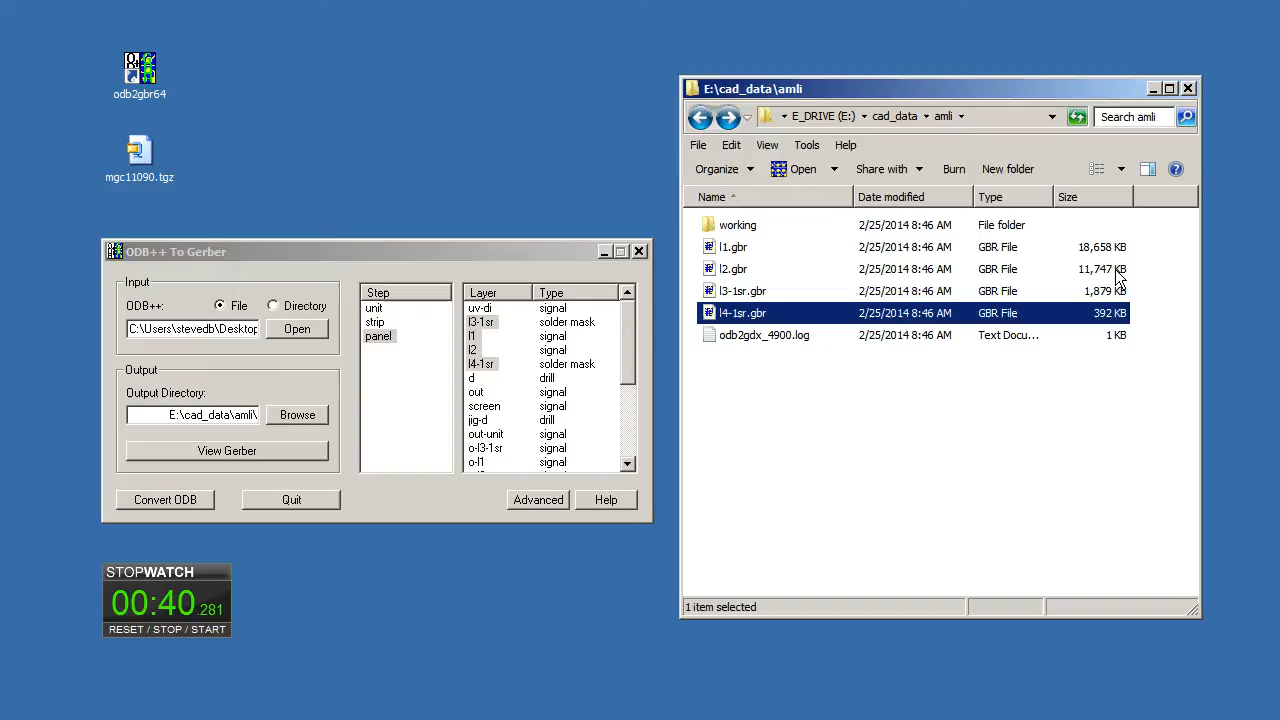 odb2gbr64
mgc11090.tgz
ODB++ To Gerber
Input
ODB++:
File
Directory
C:\Users\stevedb\Desktop
Open
Output
Output Directory:
E:\cad_data\amli\
Browse
View Gerber
Convert ODB
Quit
Step
unit
strip
panel
Layer Type
uv-di signal
l3-1sr solder mask
l1 signal
l2 signal
l4-1sr solder mask
d drill
out signal
screen signal
jig-d drill
out-unit signal
o-l3-1sr signal
o-l1 signal
Advanced
Help
STOPWATCH
00:40.281
RESET / STOP / START
E:\cad_data\amli
E_DRIVE (E:) cad_data amli
Search amli
File Edit View Tools Help
Organize Open Share with Burn New folder
Name Date modified Type Size
working 2/25/2014 8:46 AM File folder
l1.gbr 2/25/2014 8:46 AM GBR File 18,658 KB
l2.gbr 2/25/2014 8:46 AM GBR File 11,747 KB
l3-1sr.gbr 2/25/2014 8:46 AM GBR File 1,879 KB
l4-1sr.gbr 2/25/2014 8:46 AM GBR File 392 KB
odb2gdx_4900.log 2/25/2014 8:46 AM Text Docu... 1 KB
1 item selected